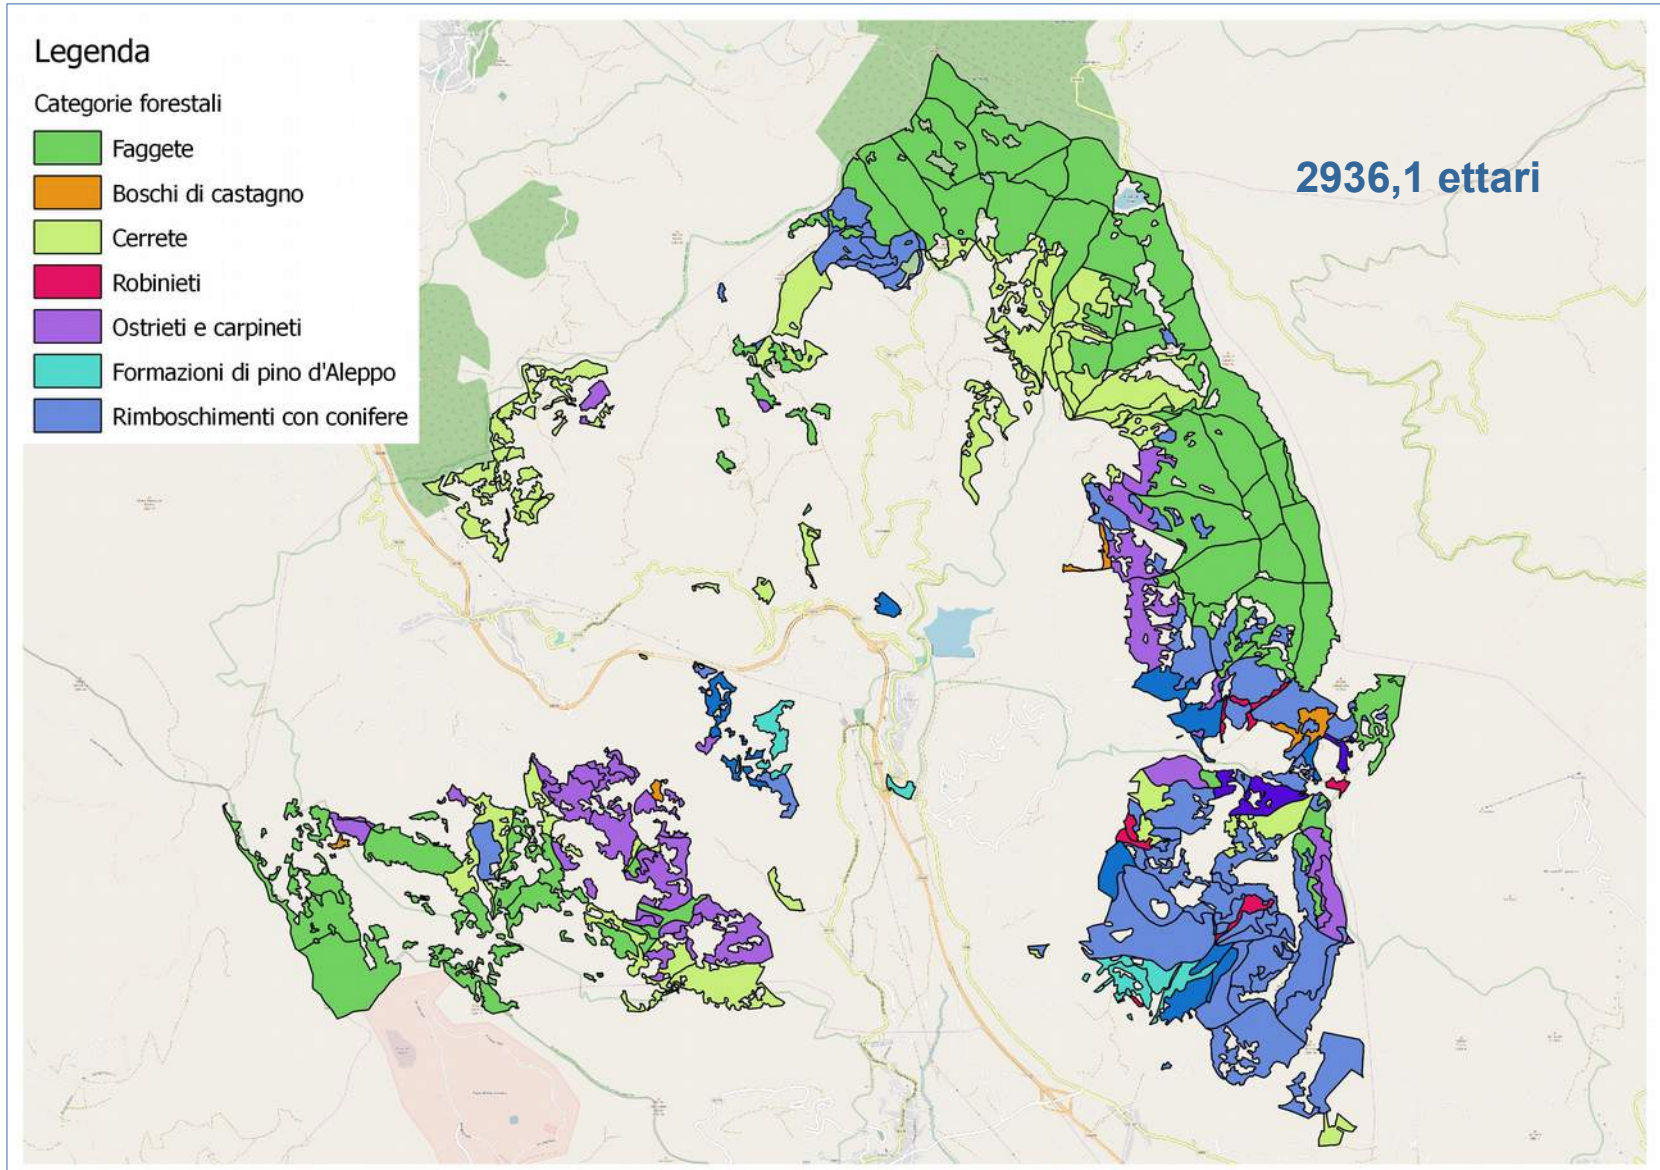 Legenda
Categorie forestali
Faggete
Boschi di castagno
Cerrete
Robinieti
Ostrieti e carpineti
Formazioni di pino d'Aleppo
Rimboschimenti con conifere
2936,1 ettari